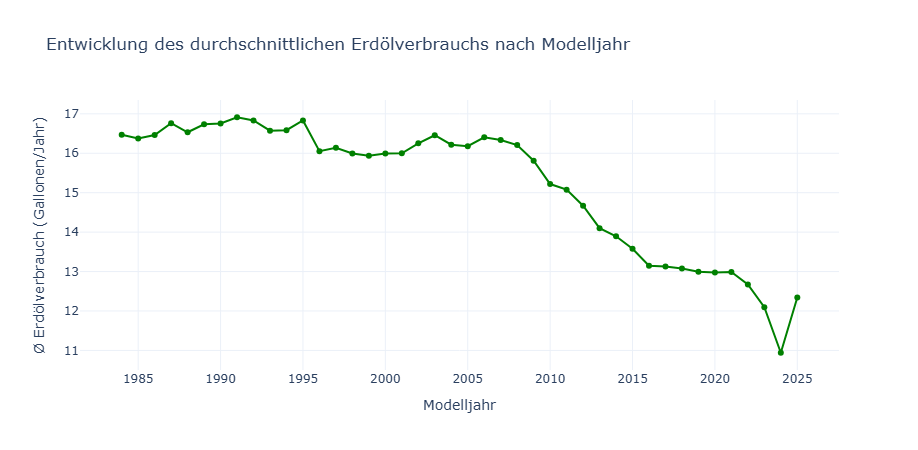 Entwicklung des durchschnittlichen Erdölverbrauchs nach Modelljahr
Ø Erdölverbrauch (Gallonen/Jahr)
17
16
15
14
13
12
11
1985 1990 1995 2000 2005 2010 2015 2020 2025
Modelljahr